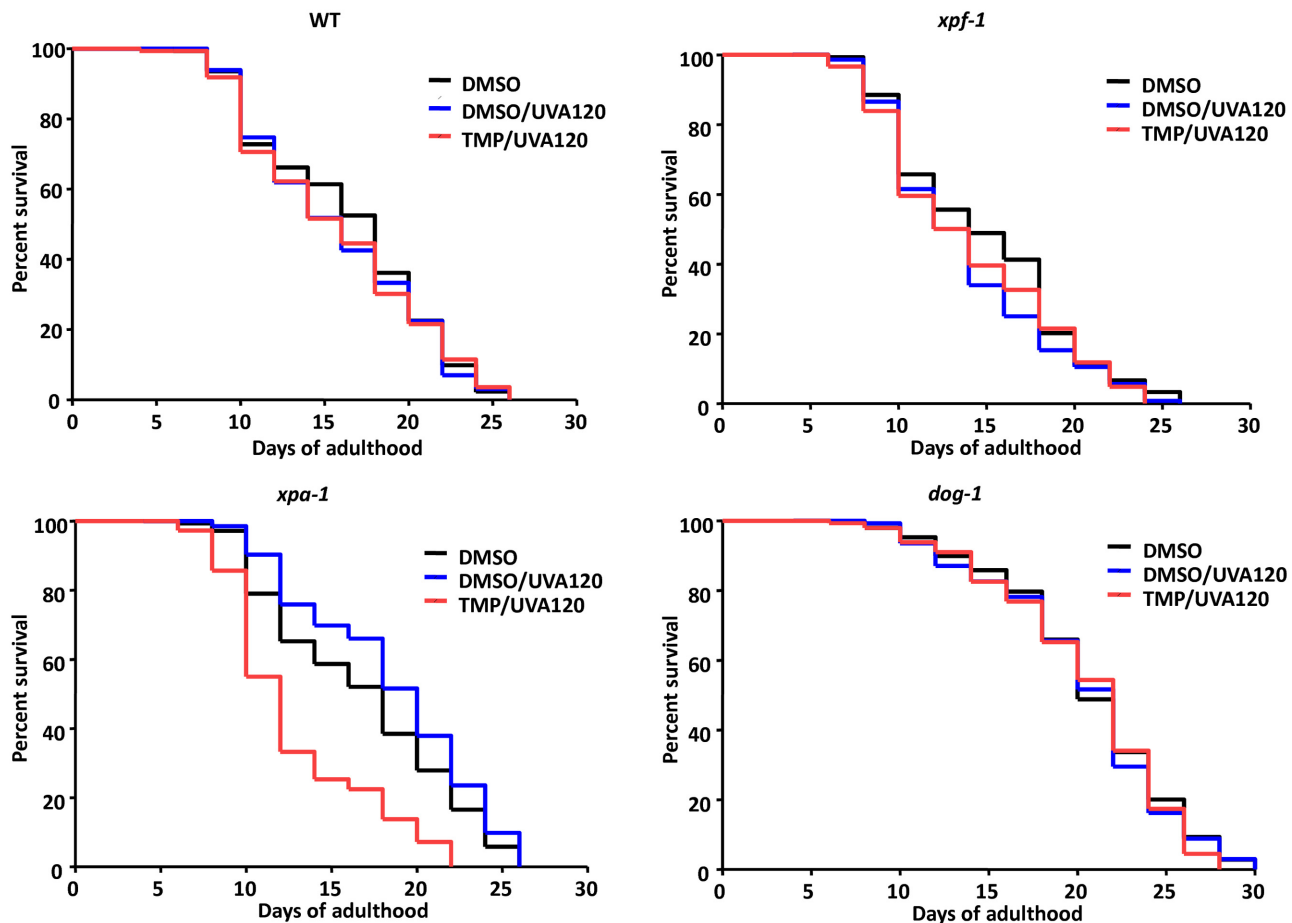 WT
100
80
60
40
20
0
Percent survival
DMSO
DMSO/UVA120
TMP/UVA120
0 5 10 15 20 25 30
Days of adulthood
xpf-1
100
80
60
40
20
0
Percent survival
DMSO
DMSO/UVA120
TMP/UVA120
0 5 10 15 20 25 30
Days of adulthood
xpa-1
100
80
60
40
20
0
Percent survival
DMSO
DMSO/UVA120
TMP/UVA120
0 5 10 15 20 25 30
Days of adulthood
dog-1
100
80
60
40
20
0
Percent survival
DMSO
DMSO/UVA120
TMP/UVA120
0 5 10 15 20 25 30
Days of adulthood